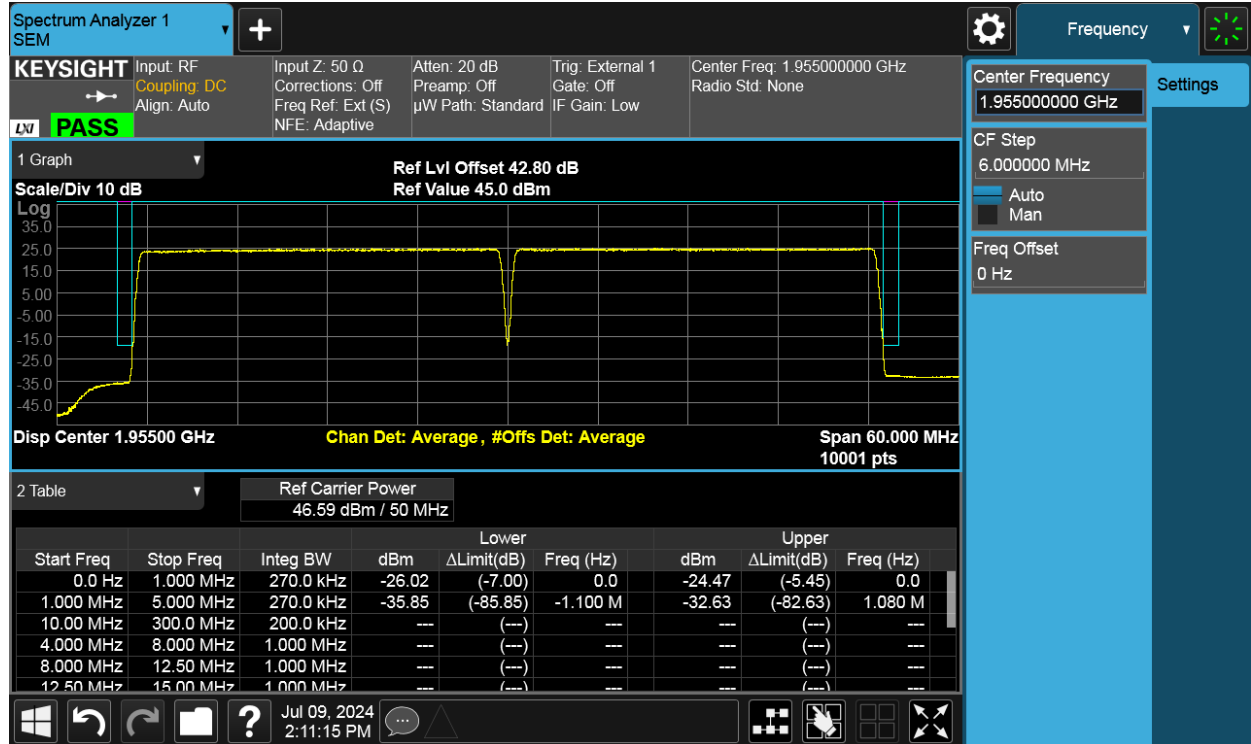 Spectrum Analyzer 1
SEM
Frequency
KEYSIGHT
LXI
PASS
Input: RF
Coupling: DC
Align: Auto
Input Z: 50 Ω
Corrections: Off
Freq Ref: Ext (S)
NFE: Adaptive
Atten: 20 dB
Preamp: Off
µW Path: Standard
Trig: External 1
Gate: Off
IF Gain: Low
Center Freq: 1.955000000 GHz
Radio Std: None
Center Frequency
1.955000000 GHz
Settings
CF Step
6.000000 MHz
Auto
Man
Freq Offset
0 Hz
1 Graph
Ref Lvl Offset 42.80 dB
Scale/Div 10 dB
Ref Value 45.0 dBm
Log
35.0
25.0
15.0
5.00
-5.00
-15.0
-25.0
-35.0
-45.0
Disp Center 1.95500 GHz
Chan Det: Average , #Offs Det: Average
Span 60.000 MHz
10001 pts
2 Table
Ref Carrier Power
46.59 dBm / 50 MHz
Lower Upper
Start Freq Stop Freq Integ BW dBm ΔLimit(dB) Freq (Hz) dBm ΔLimit(dB) Freq (Hz)
0.0 Hz 1.000 MHz 270.0 kHz -26.02 (-7.00) 0.0 -24.47 (-5.45) 0.0
1.000 MHz 5.000 MHz 270.0 kHz -35.85 (-85.85) -1.100 M -32.63 (-82.63) 1.080 M
10.00 MHz 300.0 MHz 200.0 kHz --- (---) --- --- (---) ---
4.000 MHz 8.000 MHz 1.000 MHz --- (---) --- --- (---) ---
8.000 MHz 12.50 MHz 1.000 MHz --- (---) --- --- (---) ---
12.50 MHz 15.00 MHz 1.000 MHz --- (---) --- --- (---) ---
Jul 09, 2024
2:11:15 PM